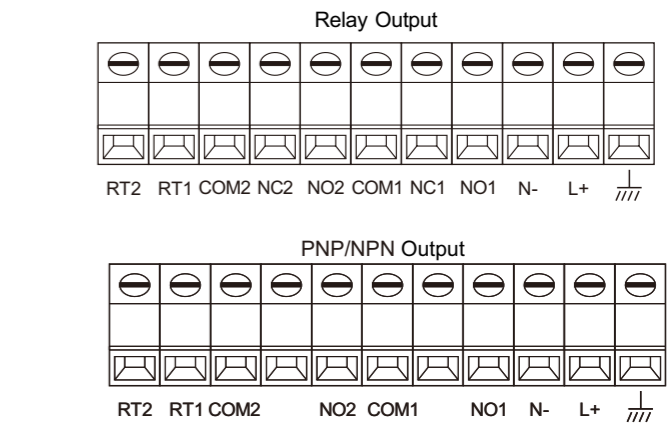 Relay Output
RT2 RT1 COM2 NC2 NO2 COM1 NC1 NO1 N- L+
PNP/NPN Output
RT2 RT1 COM2 NO2 COM1 NO1 N- L+